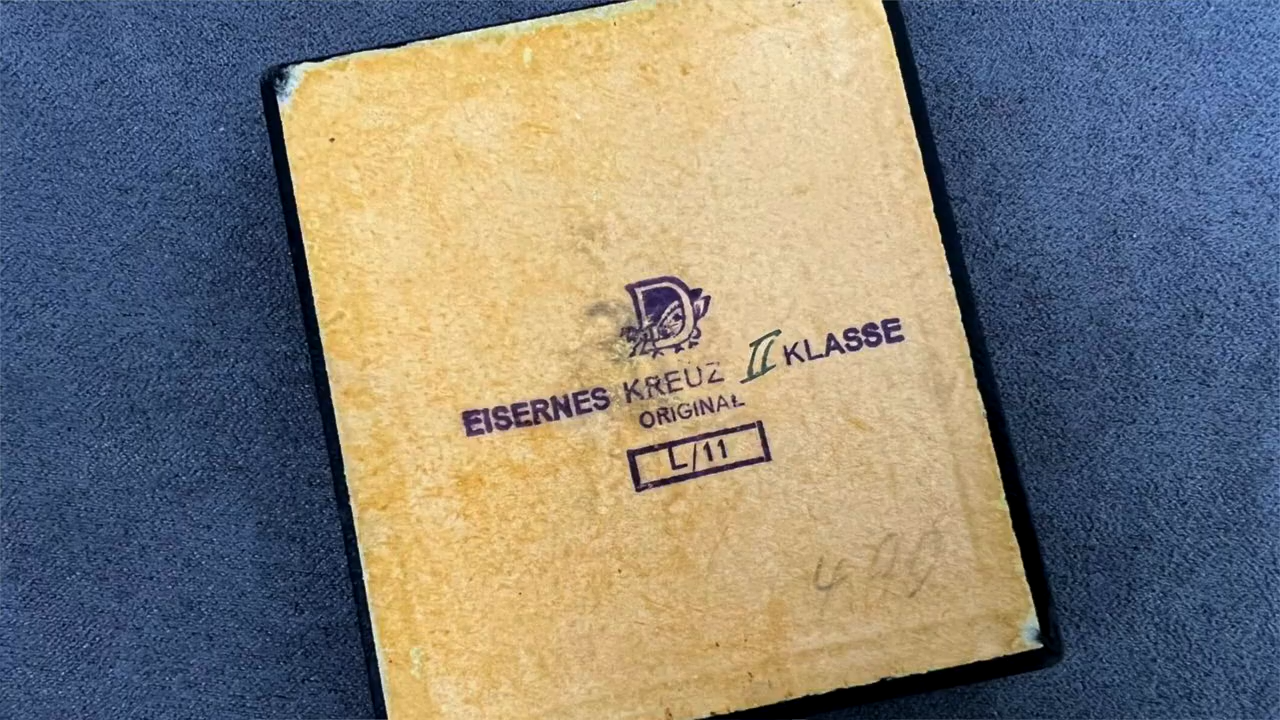 D
EISERNES KREUZ II KLASSE
ORIGINAL
L/11